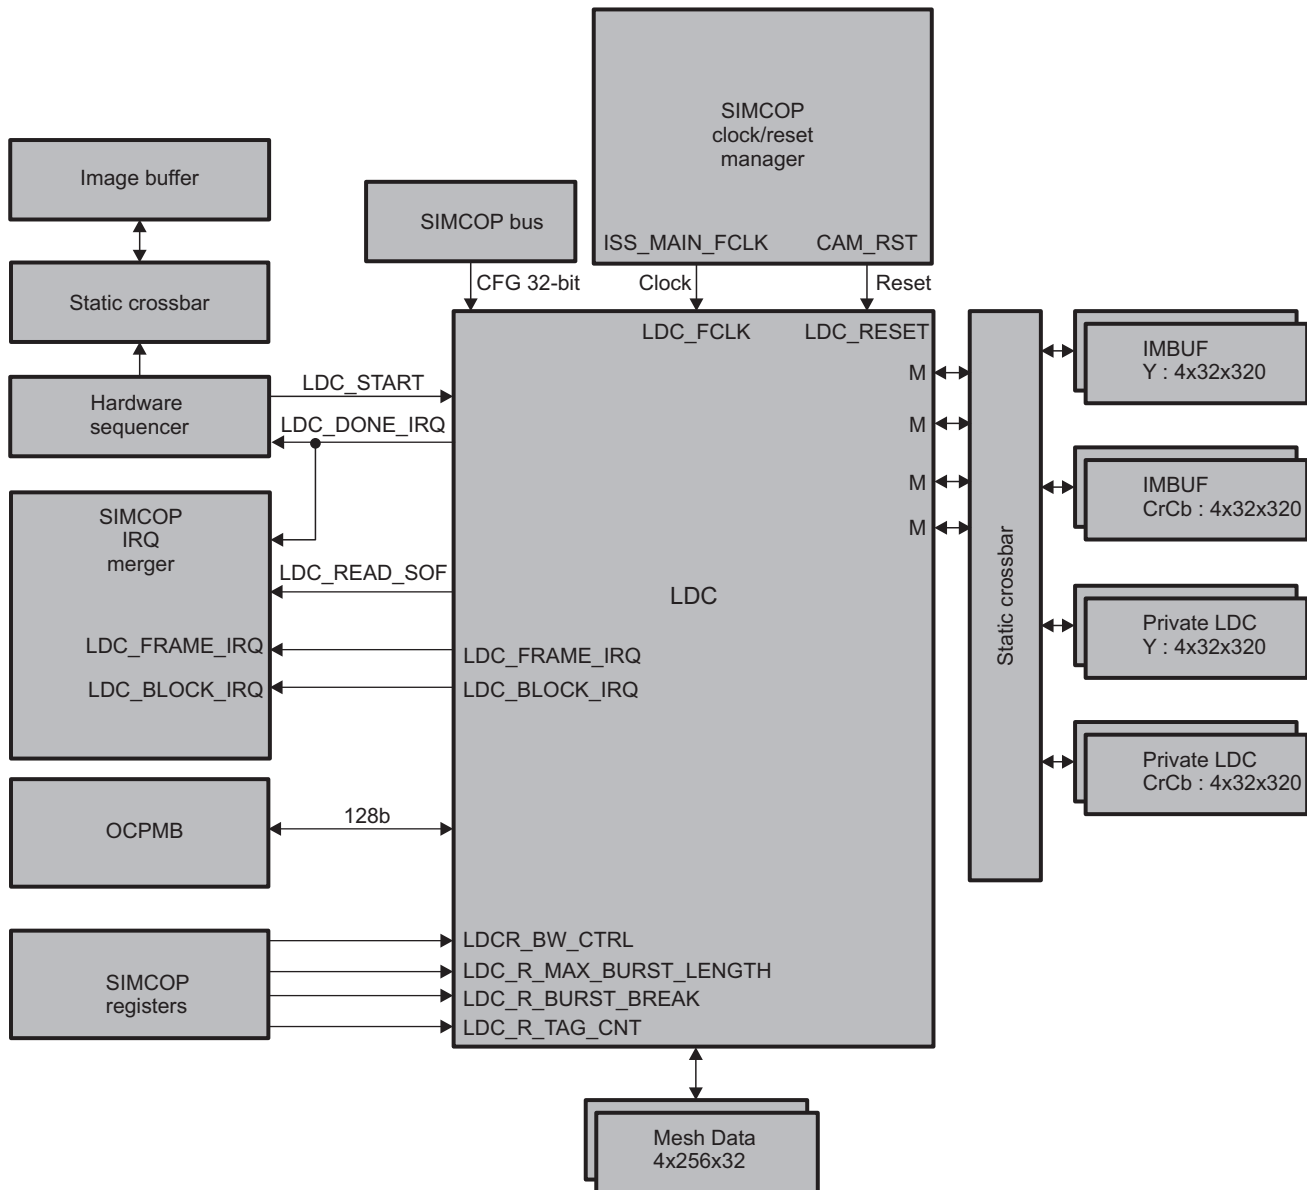 SIMCOP
clock/reset
manager
ISS_MAIN_FCLK
CAM_RST
Image buffer
SIMCOP bus
Static crossbar
CFG 32-bit
Clock
Reset
LDC_FCLK
LDC_RESET
Hardware
sequencer
LDC_START
LDC_DONE_IRQ
SIMCOP
IRQ
merger
LDC_READ_SOF
LDC_FRAME_IRQ
LDC_BLOCK_IRQ
LDC_FRAME_IRQ
LDC_BLOCK_IRQ
LDC
M
M
M
M
Static crossbar
IMBUF
Y : 4x32x320
IMBUF
CrCb : 4x32x320
Private LDC
Y : 4x32x320
Private LDC
CrCb : 4x32x320
OCPMB
128b
SIMCOP
registers
LDCR_BW_CTRL
LDC_R_MAX_BURST_LENGTH
LDC_R_BURST_BREAK
LDC_R_TAG_CNT
Mesh Data
4x256x32